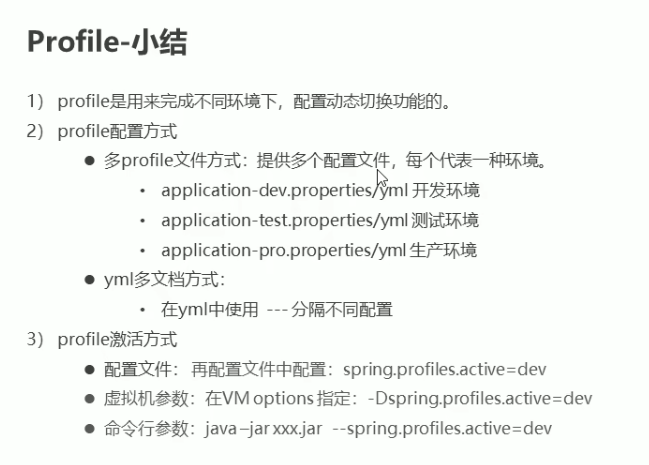 Profile-小结
1） profile是用来完成不同环境下，配置动态切换功能的。
2） profile配置方式
● 多profile文件方式：提供多个配置文件，每个代表一种环境。
• application-dev.properties/yml 开发环境
• application-test.properties/yml 测试环境
• application-pro.properties/yml 生产环境
● yml多文档方式：
• 在yml中使用 --- 分隔不同配置
3） profile激活方式
● 配置文件： 再配置文件中配置：spring.profiles.active=dev
● 虚拟机参数：在VM options 指定：-Dspring.profiles.active=dev
● 命令行参数：java –jar xxx.jar --spring.profiles.active=dev